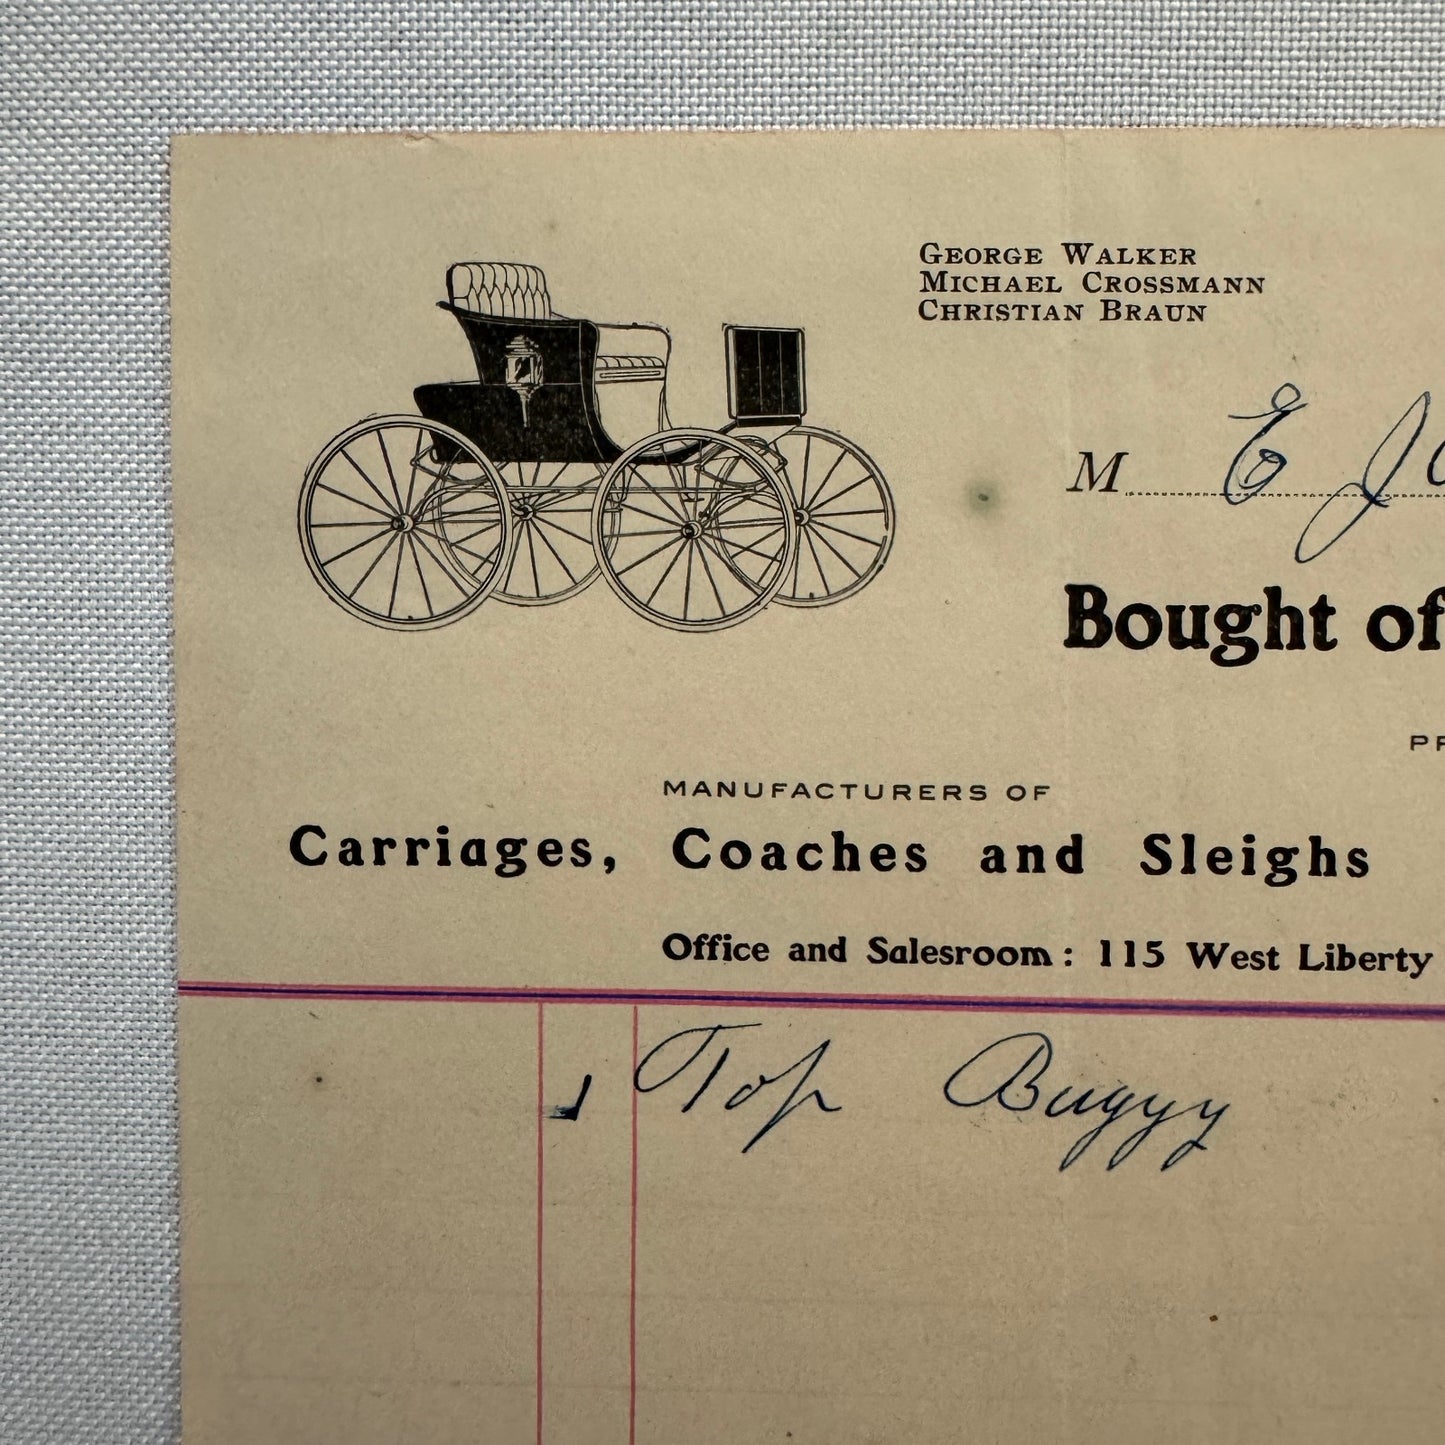 GEORGE WALKER
MICHAEL CROSSMANN
CHRISTIAN BRAUN
M E J
Bought of
MANUFACTURERS OF
Carriages, Coaches and Sleighs
Office and Salesroom: 115 West Liberty
1 Top Buggy